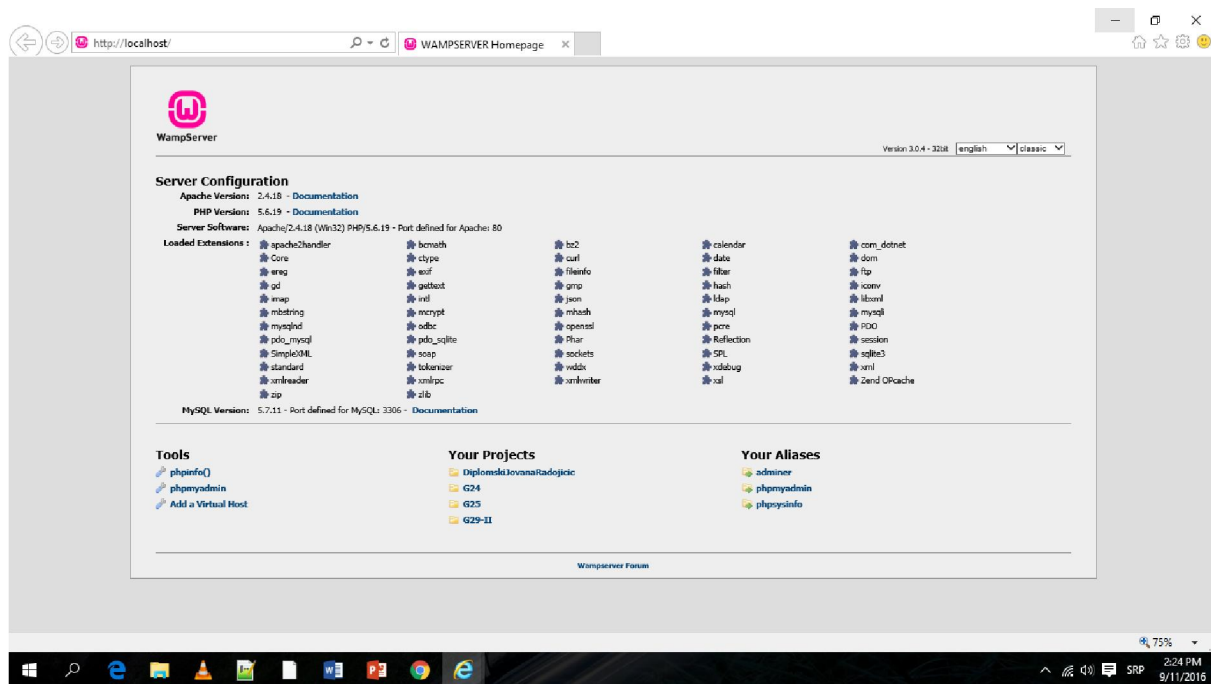 http://localhost/
WAMPSERVER Homepage
WampServer
Version 3.0.4 - 32bit english classic
Server Configuration
Apache Version: 2.4.18 - Documentation
PHP Version: 5.6.19 - Documentation
Server Software: Apache/2.4.18 (Win32) PHP/5.6.19 - Port defined for Apache: 80
Loaded Extensions : apache2handler bcmath bz2 calendar com_dotnet
Core ctype curl date dom
ereg exif fileinfo filter ftp
gd gettext gmp hash iconv
imap intl json ldap libxml
mbstring mcrypt mhash mysql mysqli
mysqlnd odbc openssl pcre PDO
pdo_mysql pdo_sqlite Phar Reflection session
SimpleXML soap sockets SPL sqlite3
standard tokenizer wddx xdebug xml
xmlreader xmlrpc xmlwriter xsl Zend OPcache
zip zlib
MySQL Version: 5.7.11 - Port defined for MySQL: 3306 - Documentation
Tools Your Projects Your Aliases
phpinfo() DiplomskiJovanaRadojicic adminer
phpmyadmin G24 phpmyadmin
Add a Virtual Host G25 phpsysinfo
G29-II
Wampserver Forum
75%
SRP
2:24 PM
9/11/2016